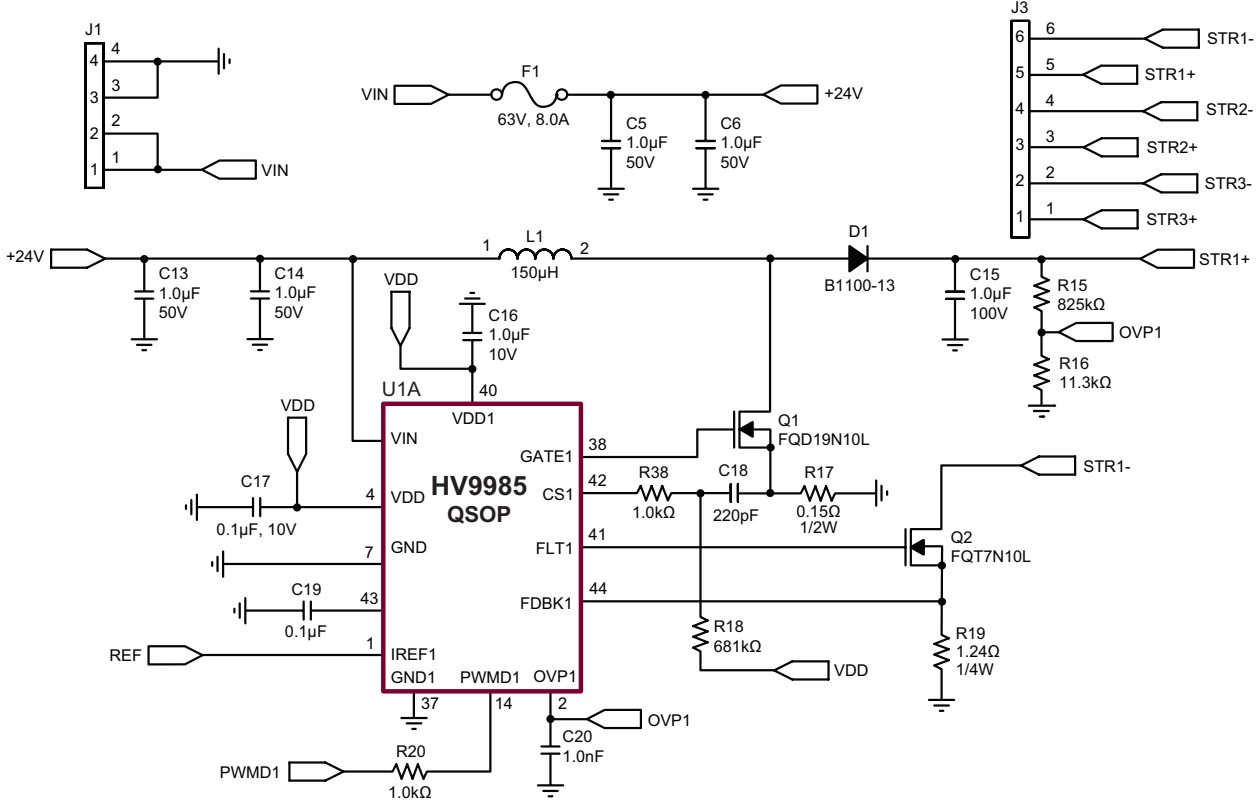 J1
4 4
3 3
2 2
1 1
VIN
VIN
F1
63V, 8.0A
+24V
C5
1.0µF
50V
C6
1.0µF
50V
J3
6 6 STR1-
5 5 STR1+
4 4 STR2-
3 3 STR2+
2 2 STR3-
1 1 STR3+
+24V
C13
1.0µF
50V
C14
1.0µF
50V
1 L1 2
150µH
D1
B1100-13
STR1+
C15
1.0µF
100V
R15
825kΩ
OVP1
R16
11.3kΩ
VDD
C16
1.0µF
10V
U1A
40
VDD1
VIN
VDD
C17
0.1µF, 10V
4
VDD
7
GND
C19
0.1µF
43
REF
1
IREF1
GND1
37
PWMD1
14
OVP1
2
HV9985
QSOP
GATE1
38
CS1
42
FLT1
41
FDBK1
44
Q1
FQD19N10L
R38
1.0kΩ
C18
220pF
R17
0.15Ω
1/2W
STR1-
Q2
FQT7N10L
R18
681kΩ
VDD
R19
1.24Ω
1/4W
OVP1
C20
1.0nF
PWMD1
R20
1.0kΩ